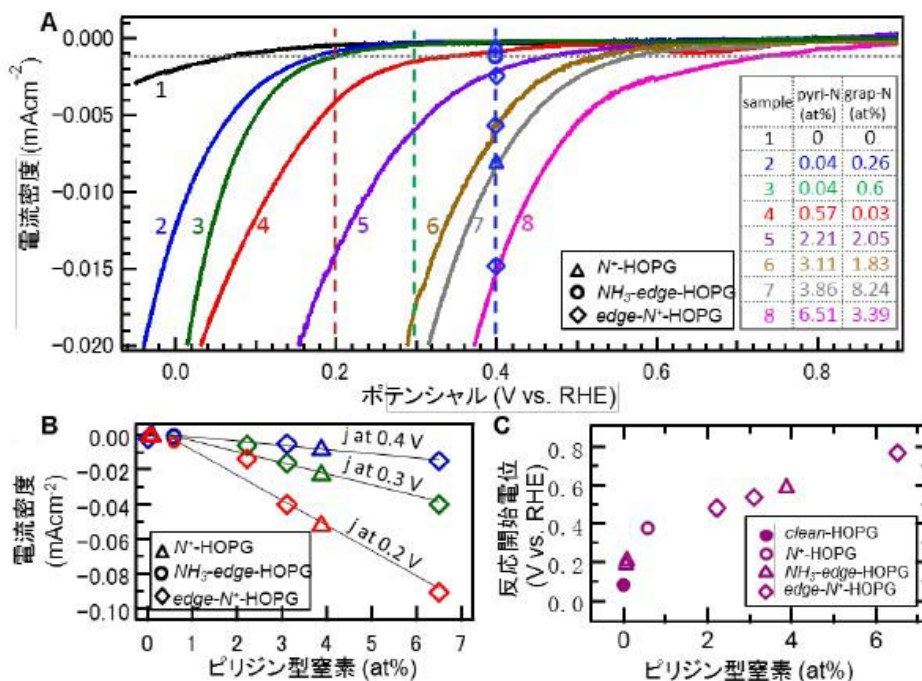 A
電流密度 (mAcm⁻²)
0.000
−0.005
−0.010
−0.015
−0.020
1
2
3
4
5
6
7
8
N⁺-HOPG
NH₃-edge-HOPG
edge-N⁺-HOPG
sample pyri-N (at%) grap-N (at%)
1 0 0
2 0.04 0.26
3 0.04 0.6
4 0.57 0.03
5 2.21 2.05
6 3.11 1.83
7 3.86 8.24
8 6.51 3.39
0.0 0.2 0.4 0.6 0.8
ポテンシャル (V vs. RHE)
B
電流密度
(mAcm⁻²)
0.00
−0.02
−0.04
−0.06
−0.08
−0.10
j at 0.4 V
j at 0.3 V
j at 0.2 V
N⁺-HOPG
NH₃-edge-HOPG
edge-N⁺-HOPG
0 1 2 3 4 5 6 7
ピリジン型窒素 (at%)
C
反応開始電位
(V vs. RHE)
0.8
0.6
0.4
0.2
0.0
clean-HOPG
N⁺-HOPG
NH₃-edge-HOPG
edge-N⁺-HOPG
0 2 4 6
ピリジン型窒素 (at%)